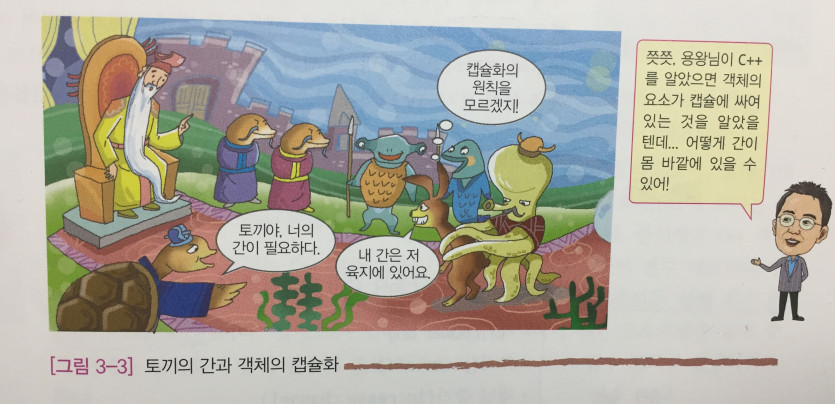 캡슐화의
원칙을
모르겠지!
토끼야, 너의
간이 필요하다.
내 간은 저
육지에 있어요.
쯧쯧, 용왕님이 C++
를 알았으면 객체의
요소가 캡슐에 싸여
있는 것을 알았을
텐데... 어떻게 간이
몸 바깥에 있을 수
있어!
[그림 3-3] 토끼의 간과 객체의 캡슐화